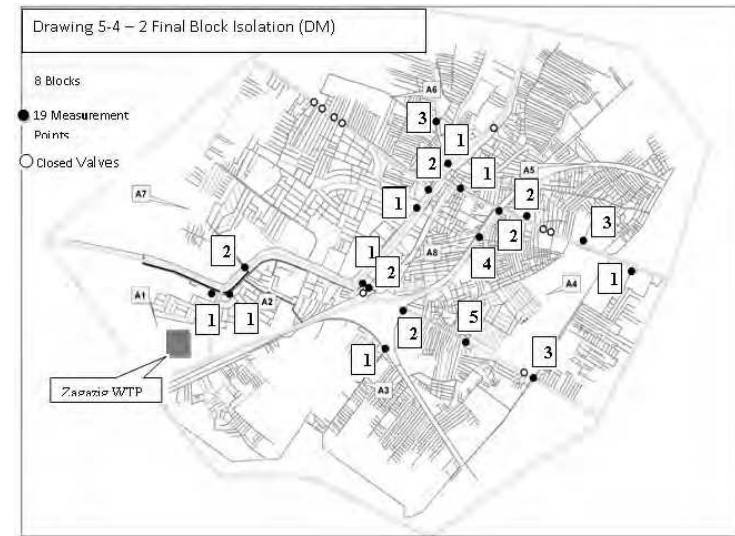 Drawing 5-4 – 2 Final Block Isolation (DM)
8 Blocks
19 Measurement
Points
Closed Valves
A6
3
1
2
1
1
A5
2
2
3
A7
2
1
2
A8
4
A4
1
A1
1
1
A2
2
5
1
3
A3
Zagazig WTP